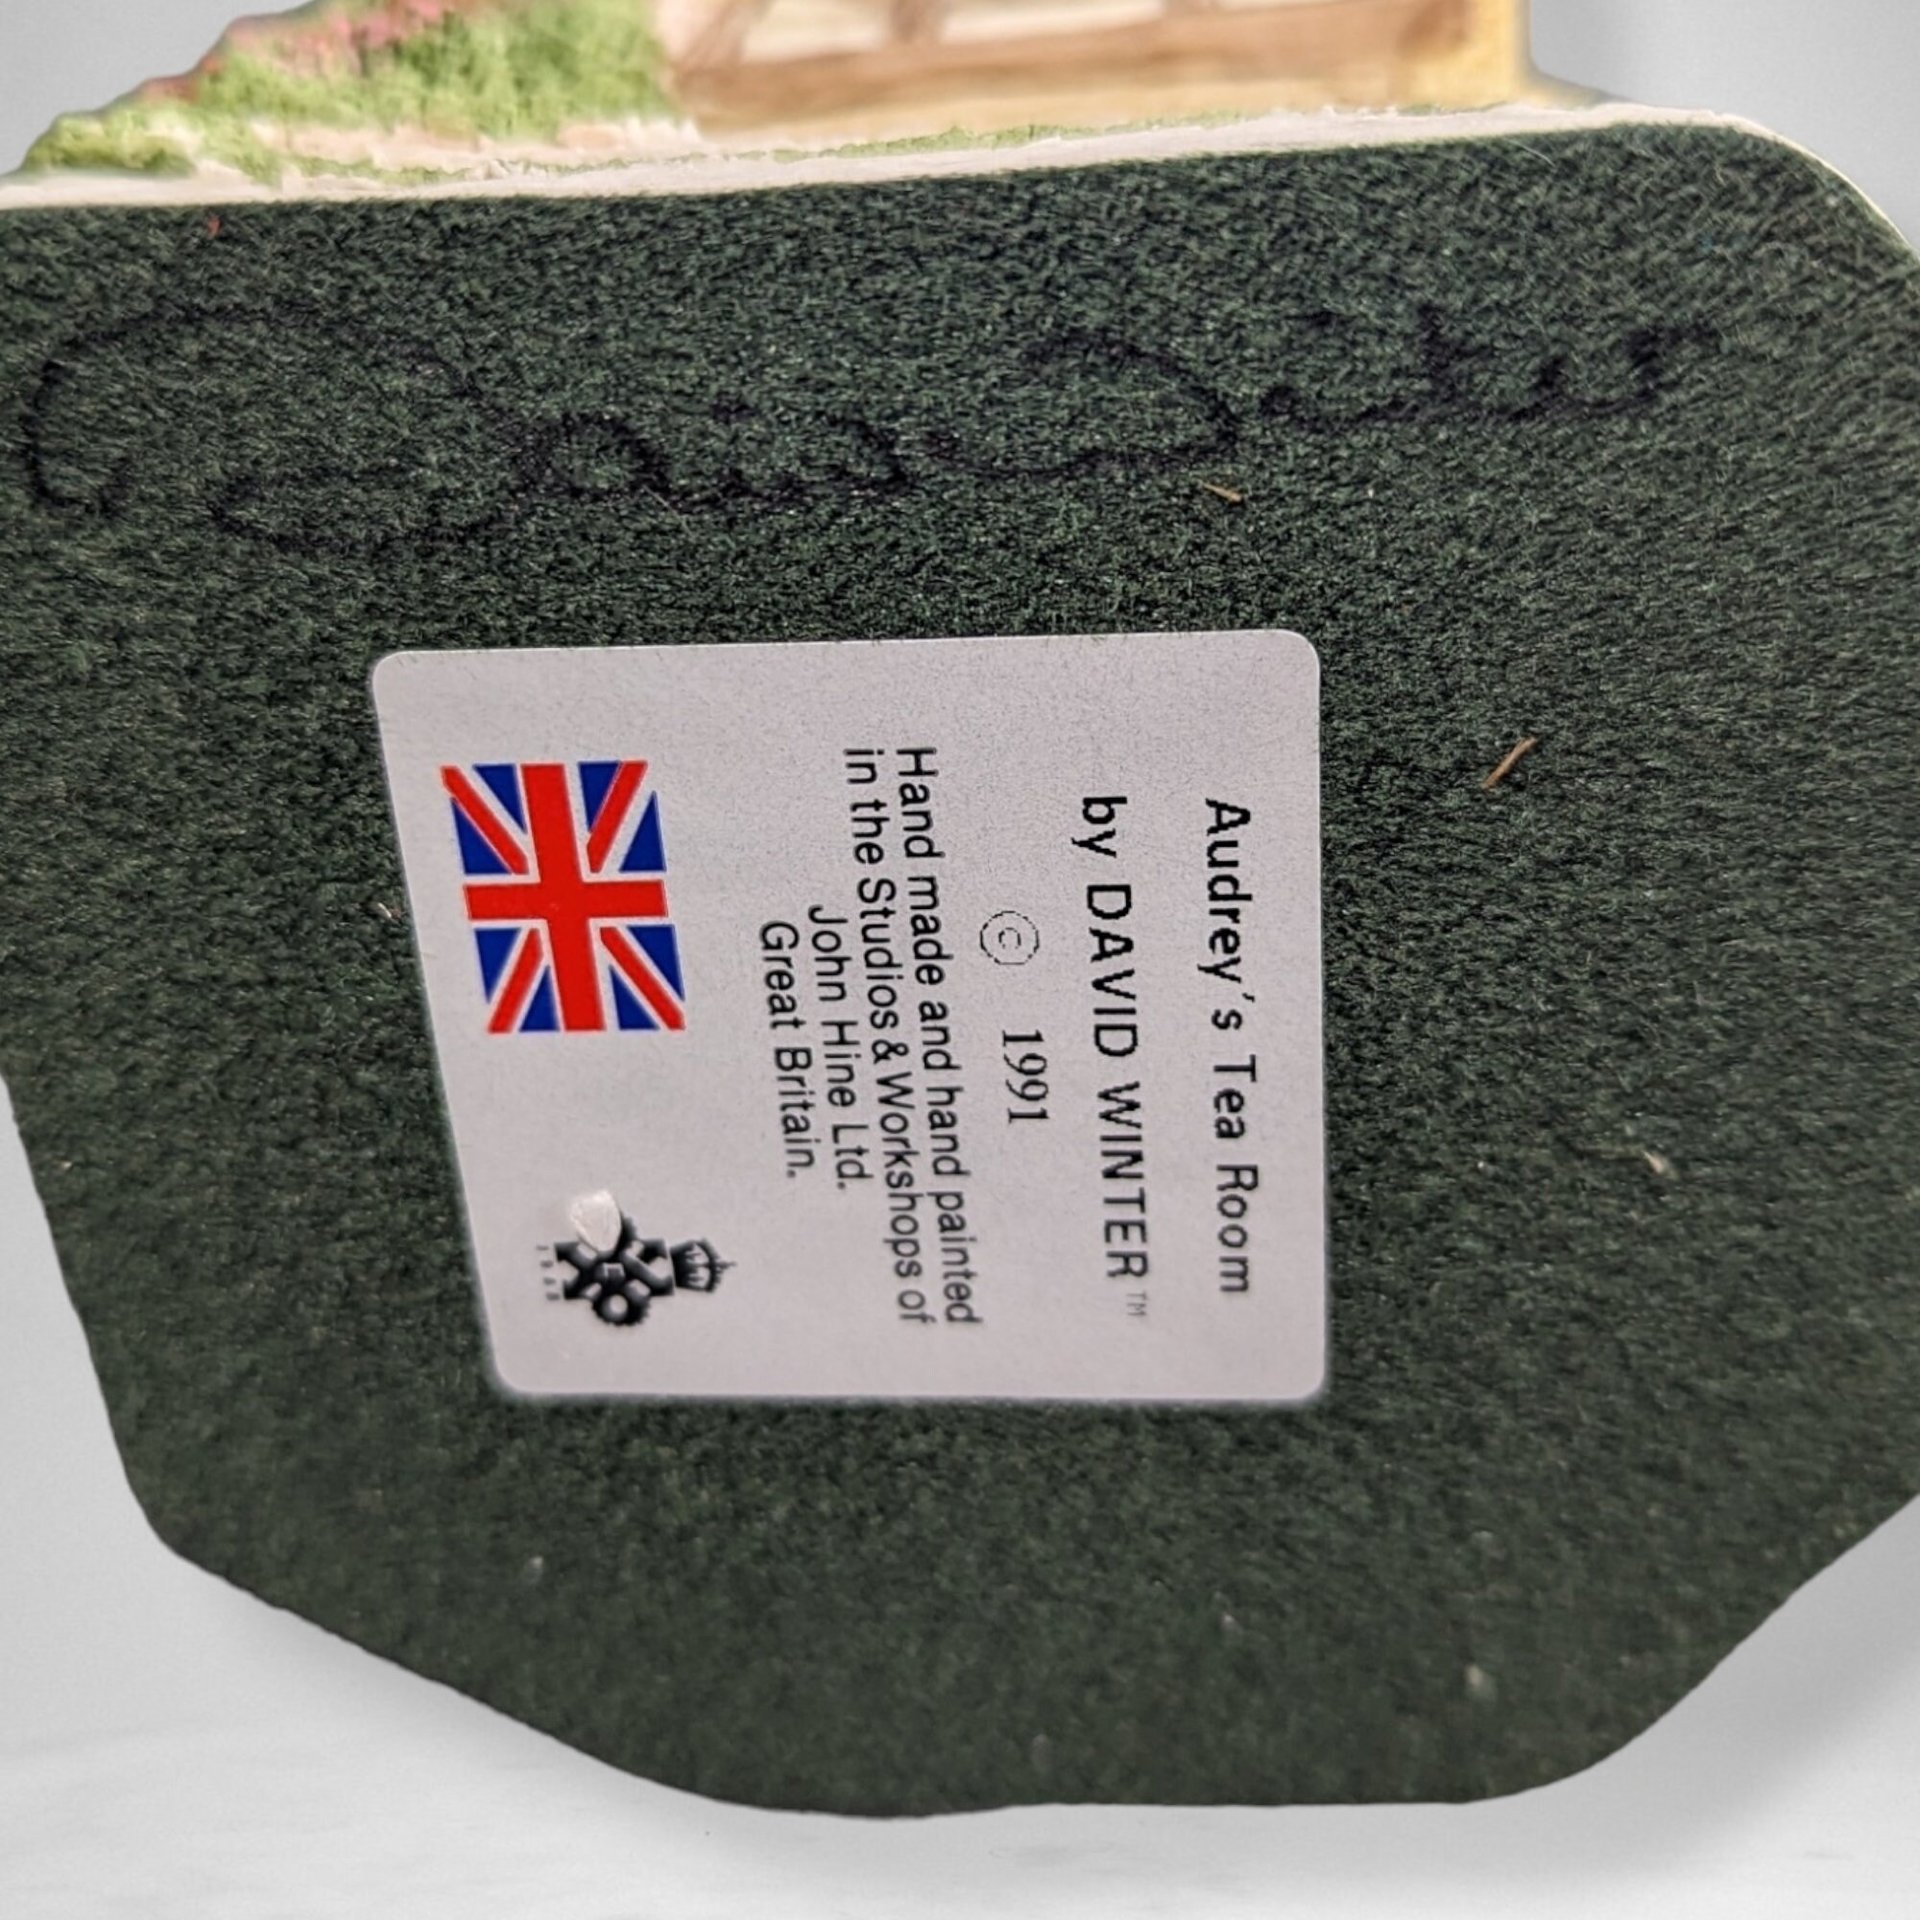 Audrey's Tea Room
by DAVID WINTER™
© 1991
Hand made and hand painted
in the Studios & Workshops of
John Hine Ltd.
Great Britain.